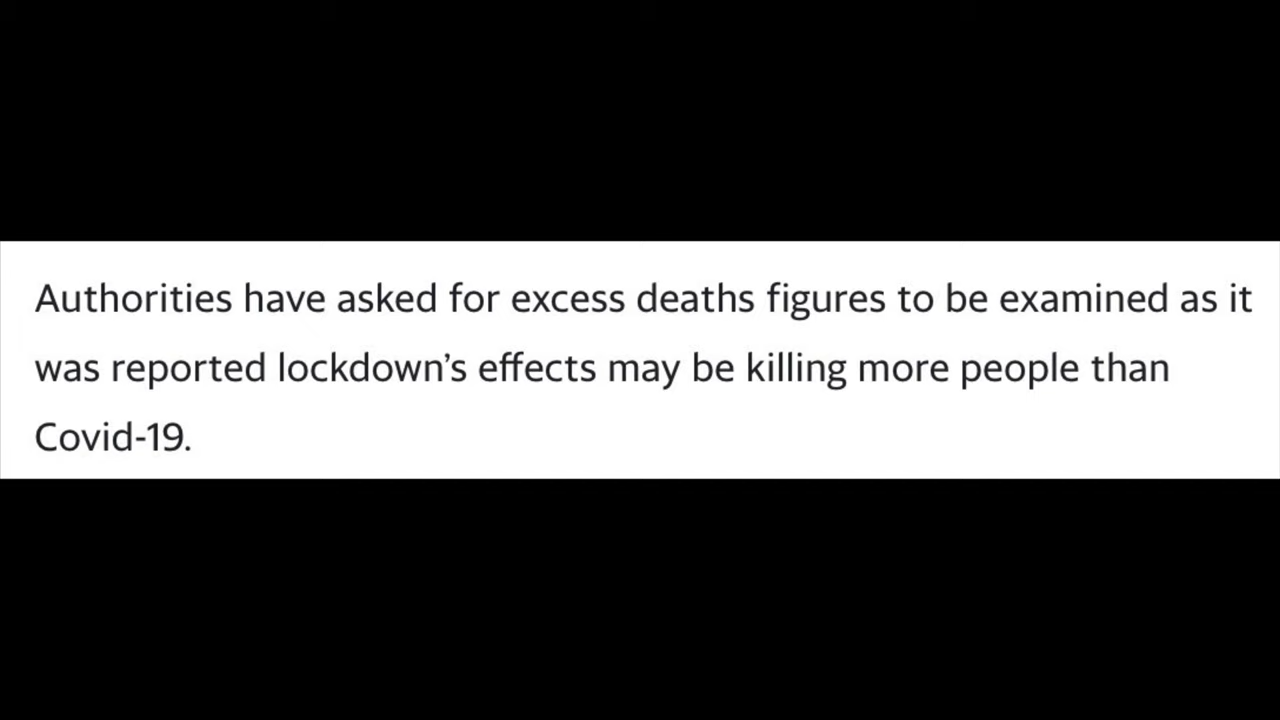 Authorities have asked for excess deaths figures to be examined as it
was reported lockdown’s effects may be killing more people than
Covid-19.